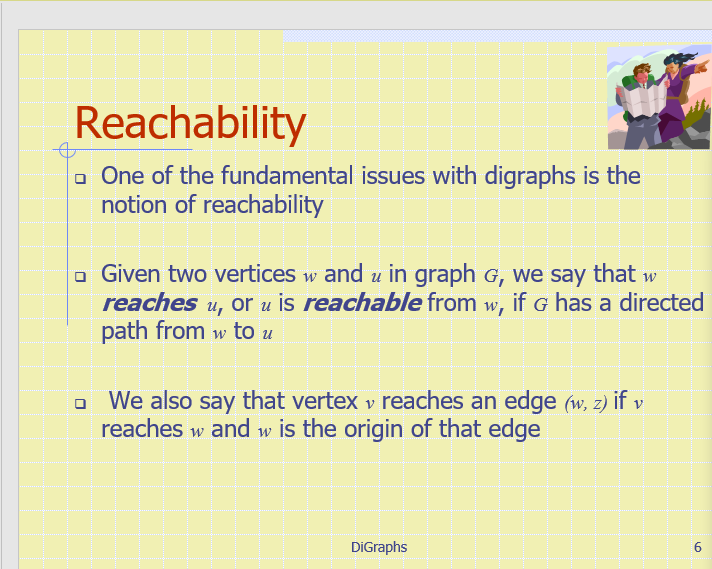 Reachability
One of the fundamental issues with digraphs is the
notion of reachability
Given two vertices w and u in graph G, we say that w
reaches u, or u is reachable from w, if G has a directed
path from w to u
We also say that vertex v reaches an edge (w, z) if v
reaches w and w is the origin of that edge
DiGraphs
6